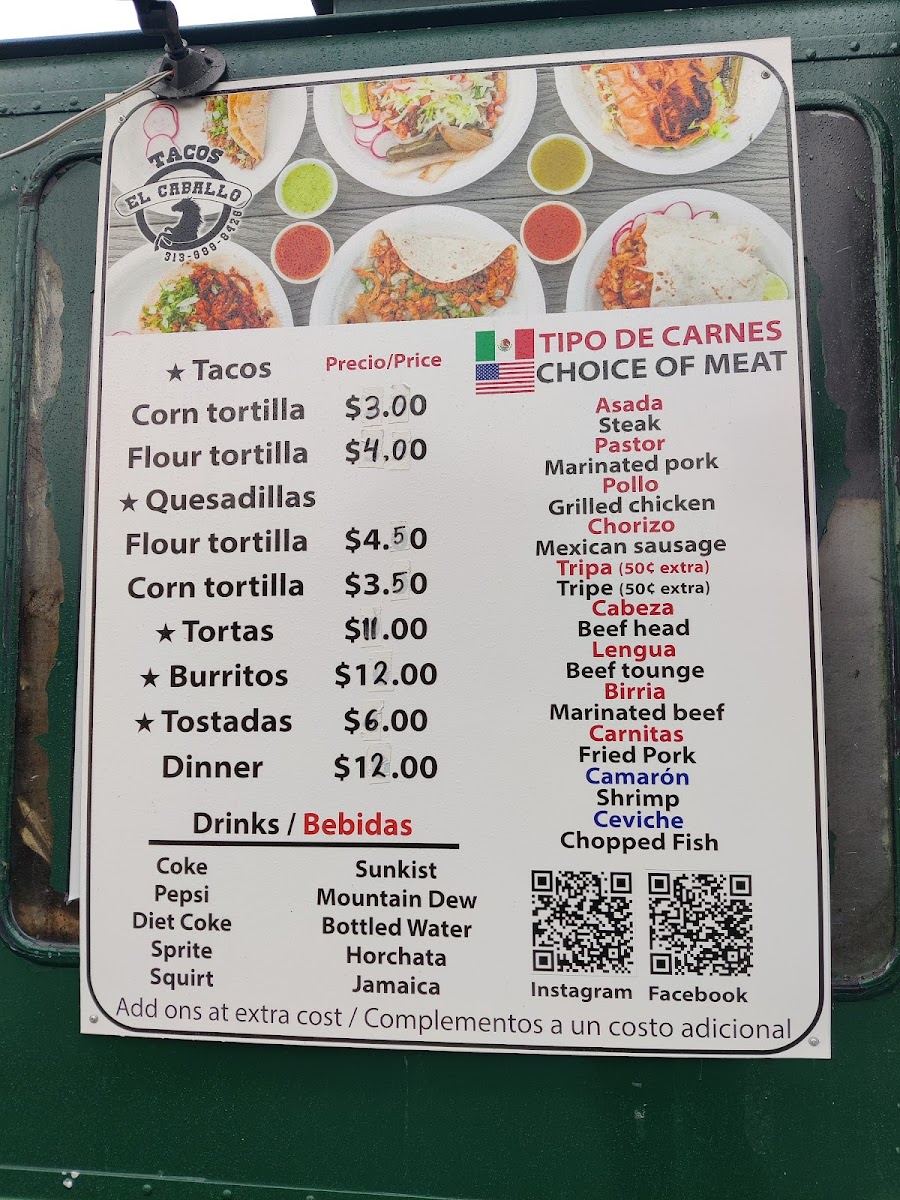 TACOS
EL CABALLO
313-999-9426
★ Tacos Precio/Price
Corn tortilla $3.00
Flour tortilla $4.00
★ Quesadillas
Flour tortilla $4.50
Corn tortilla $3.50
★ Tortas $11.00
★ Burritos $12.00
★ Tostadas $6.00
Dinner $12.00
Drinks / Bebidas
Coke
Pepsi
Diet Coke
Sprite
Squirt
Sunkist
Mountain Dew
Bottled Water
Horchata
Jamaica
TIPO DE CARNES
CHOICE OF MEAT
Asada
Steak
Pastor
Marinated pork
Pollo
Grilled chicken
Chorizo
Mexican sausage
Tripa (50¢ extra)
Tripe (50¢ extra)
Cabeza
Beef head
Lengua
Beef tounge
Birria
Marinated beef
Carnitas
Fried Pork
Camarón
Shrimp
Ceviche
Chopped Fish
Instagram Facebook
Add ons at extra cost / Complementos a un costo adicional